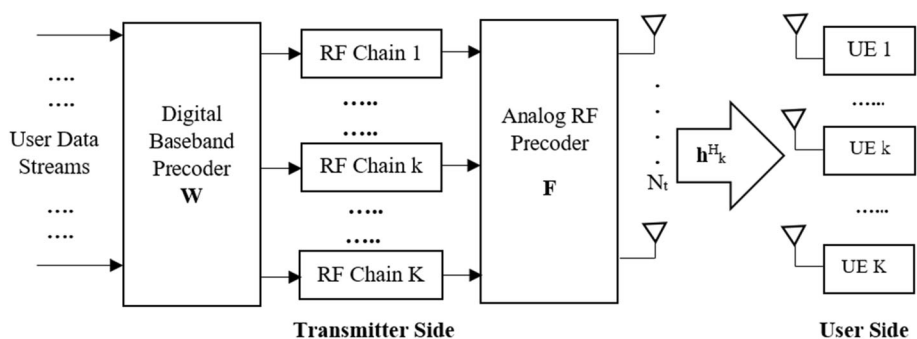 User Data
Streams
....
....
....
....
Digital
Baseband
Precoder
W
RF Chain 1
.....
.....
RF Chain k
.....
.....
RF Chain K
Analog RF
Precoder
F
Nₜ
hᴴₖ
UE 1
......
UE k
......
UE K
Transmitter Side
User Side